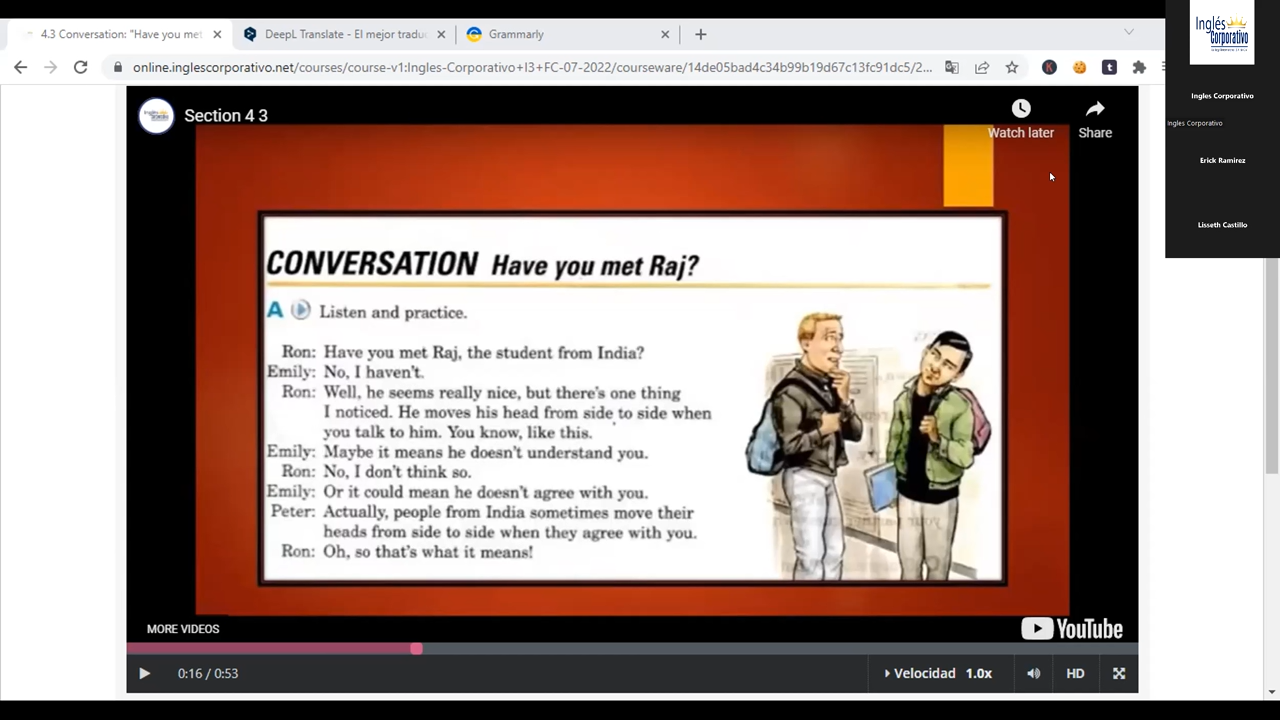 4.3 Conversation: "Have you met
DeepL Translate - El mejor tradu
Grammarly
online.inglescorporativo.net/courses/course-v1:Ingles-Corporativo+I3+FC-07-2022/courseware/14de05bad4c34b99b19d67c13fc91dc5/2...
Section 4 3
Watch later
Share
CONVERSATION Have you met Raj?
A Listen and practice.
Ron: Have you met Raj, the student from India?
Emily: No, I haven't.
Ron: Well, he seems really nice, but there's one thing
I noticed. He moves his head from side to side when
you talk to him. You know, like this.
Emily: Maybe it means he doesn't understand you.
Ron: No, I don't think so.
Emily: Or it could mean he doesn't agree with you.
Peter: Actually, people from India sometimes move their
heads from side to side when they agree with you.
Ron: Oh, so that's what it means!
MORE VIDEOS
YouTube
0:16 / 0:53
Velocidad 1.0x
HD
Inglés
Corporativo
Ingles Corporativo
Ingles Corporativo
Erick Ramirez
Lisseth Castillo